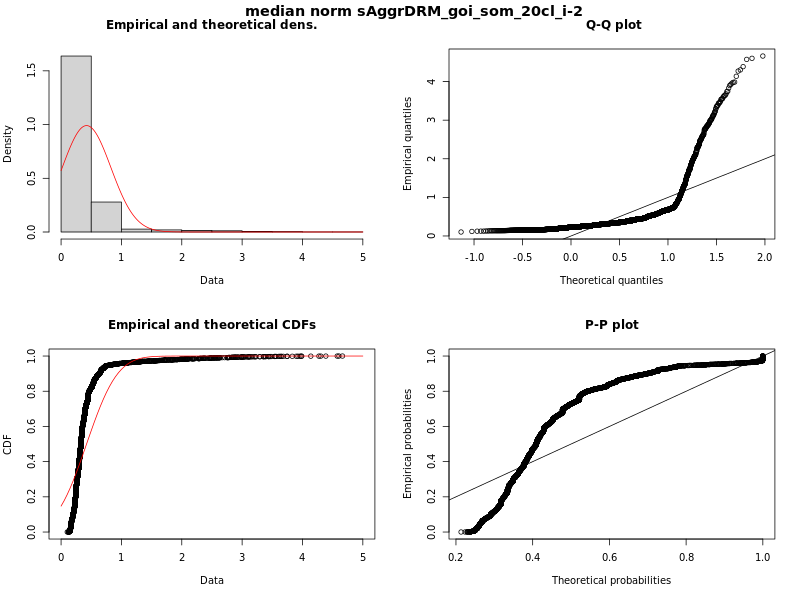 median norm sAggrDRM_goi_som_20cl_i-2
Empirical and theoretical dens.
Density
0.0 0.5 1.0 1.5
0 1 2 3 4 5
Data
Q-Q plot
Empirical quantiles
0 1 2 3 4
-1.0 -0.5 0.0 0.5 1.0 1.5 2.0
Theoretical quantiles
Empirical and theoretical CDFs
CDF
0.0 0.2 0.4 0.6 0.8 1.0
0 1 2 3 4 5
Data
P-P plot
Empirical probabilities
0.0 0.2 0.4 0.6 0.8 1.0
0.2 0.4 0.6 0.8 1.0
Theoretical probabilities